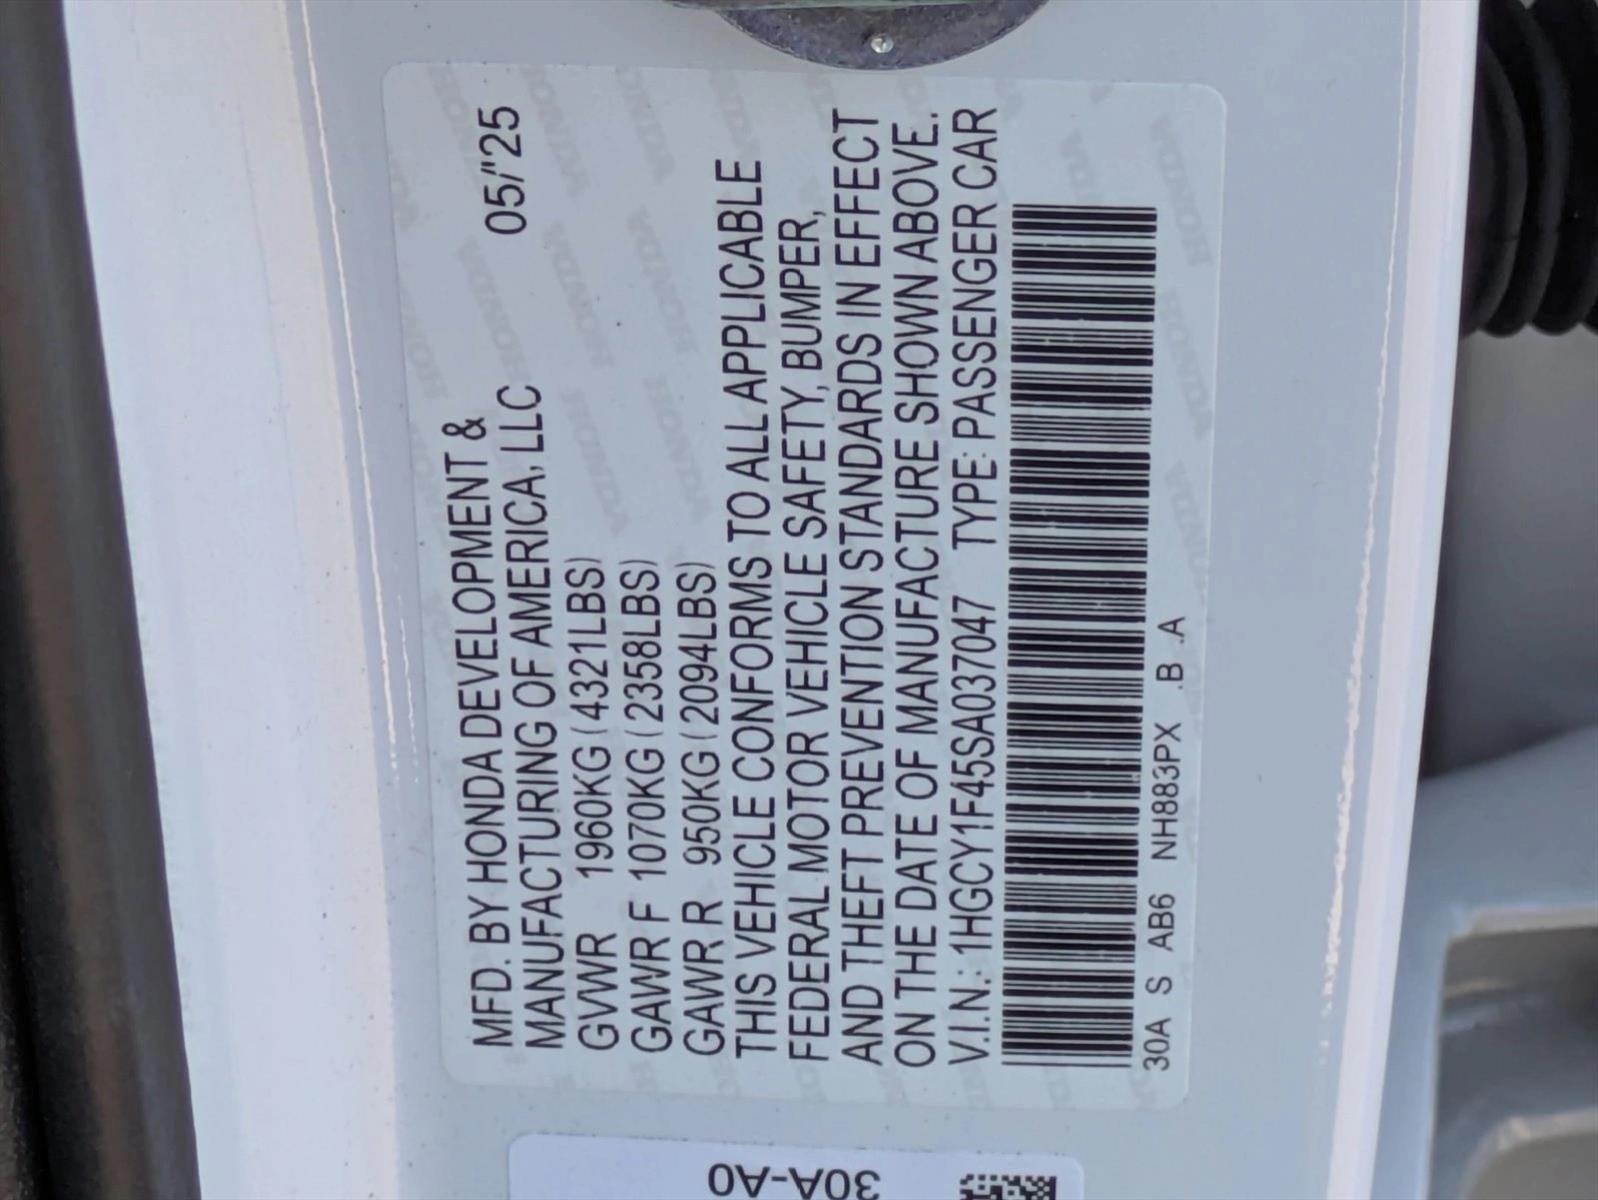 MFD. BY HONDA DEVELOPMENT &
MANUFACTURING OF AMERICA, LLC 05/"25
GVWR 1960KG (4321LBS)
GAWR F 1070KG (2358LBS)
GAWR R 950KG (2094LBS)
THIS VEHICLE CONFORMS TO ALL APPLICABLE
FEDERAL MOTOR VEHICLE SAFETY, BUMPER,
AND THEFT PREVENTION STANDARDS IN EFFECT
ON THE DATE OF MANUFACTURE SHOWN ABOVE.
V.I.N.: 1HGCY1F45SA037047 TYPE: PASSENGER CAR
30A S AB6 NH883PX .B .A
30A-A0